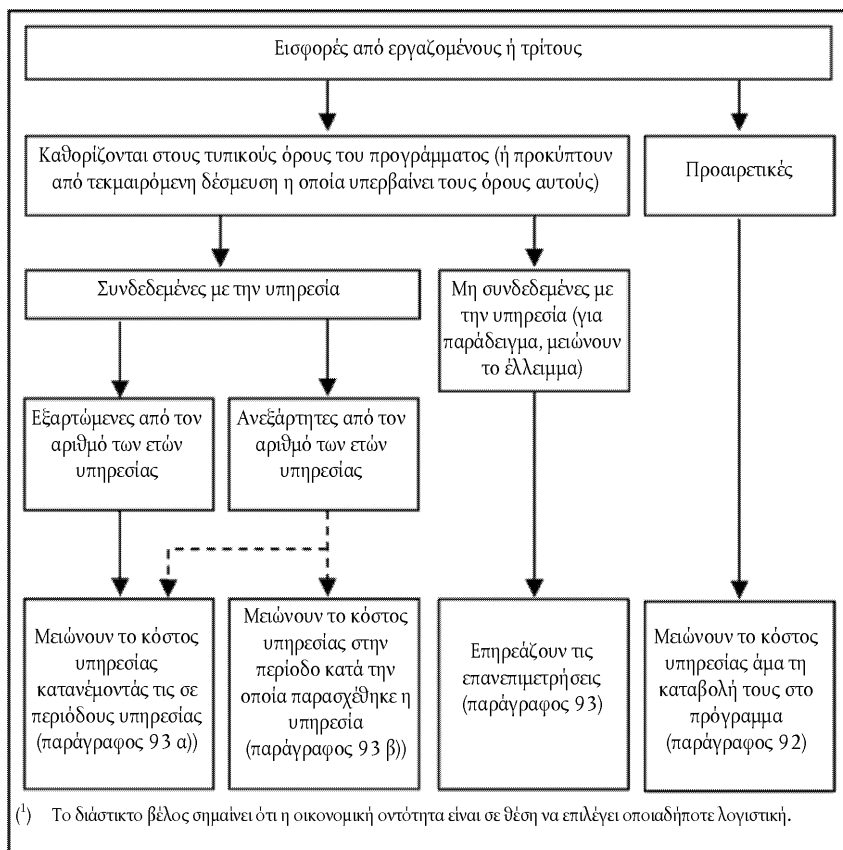 Εισφορές από εργαζομένους ή τρίτους
Καθορίζονται στους τυπικούς όρους του προγράμματος (ή προκύπτουν
από τεκμαιρόμενη δέσμευση η οποία υπερβαίνει τους όρους αυτούς)
Προαιρετικές
Συνδεδεμένες με την υπηρεσία
Μη συνδεδεμένες με
την υπηρεσία (για
παράδειγμα, μειώνουν
το έλλειμμα)
Εξαρτώμενες από τον
αριθμό των ετών
υπηρεσίας
Ανεξάρτητες από τον
αριθμό των ετών
υπηρεσίας
Μειώνουν το κόστος
υπηρεσίας
κατανέμοντάς τις σε
περιόδους υπηρεσίας
(παράγραφος 93 α))
Μειώνουν το κόστος
υπηρεσίας στην
περίοδο κατά την
οποία παρασχέθηκε η
υπηρεσία
(παράγραφος 93 β))
Επηρεάζουν τις
επανεπιμετρήσεις
(παράγραφος 93)
Μειώνουν το κόστος
υπηρεσίας άμα τη
καταβολή τους στο
πρόγραμμα
(παράγραφος 92)
(¹) Το διάστικτο βέλος σημαίνει ότι η οικονομική οντότητα είναι σε θέση να επιλέγει οποιαδήποτε λογιστική.